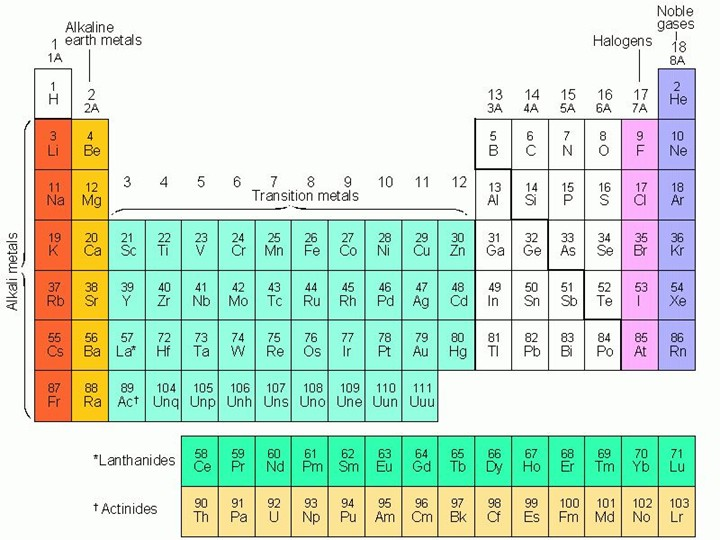 Noble
gases
Alkaline
earth metals
Halogens
1
1A
18
8A
1
H
2
2A
13
3A
14
4A
15
5A
16
6A
17
7A
2
He
3 4 5 6 7 8 9 10
Li Be B C N O F Ne
11 12 13 14 15 16 17 18
Na Mg Al Si P S Cl Ar
3 4 5 6 7 8 9 10 11 12
Transition metals
19 20 21 22 23 24 25 26 27 28 29 30 31 32 33 34 35 36
K Ca Sc Ti V Cr Mn Fe Co Ni Cu Zn Ga Ge As Se Br Kr
37 38 39 40 41 42 43 44 45 46 47 48 49 50 51 52 53 54
Rb Sr Y Zr Nb Mo Tc Ru Rh Pd Ag Cd In Sn Sb Te I Xe
55 56 57 72 73 74 75 76 77 78 79 80 81 82 83 84 85 86
Cs Ba La* Hf Ta W Re Os Ir Pt Au Hg Tl Pb Bi Po At Rn
87 88 89 104 105 106 107 108 109 110 111
Fr Ra Ac† Unq Unp Unh Uns Uno Une Uun Uuu
Alkali metals
*Lanthanides
58 59 60 61 62 63 64 65 66 67 68 69 70 71
Ce Pr Nd Pm Sm Eu Gd Tb Dy Ho Er Tm Yb Lu
† Actinides
90 91 92 93 94 95 96 97 98 99 100 101 102 103
Th Pa U Np Pu Am Cm Bk Cf Es Fm Md No Lr